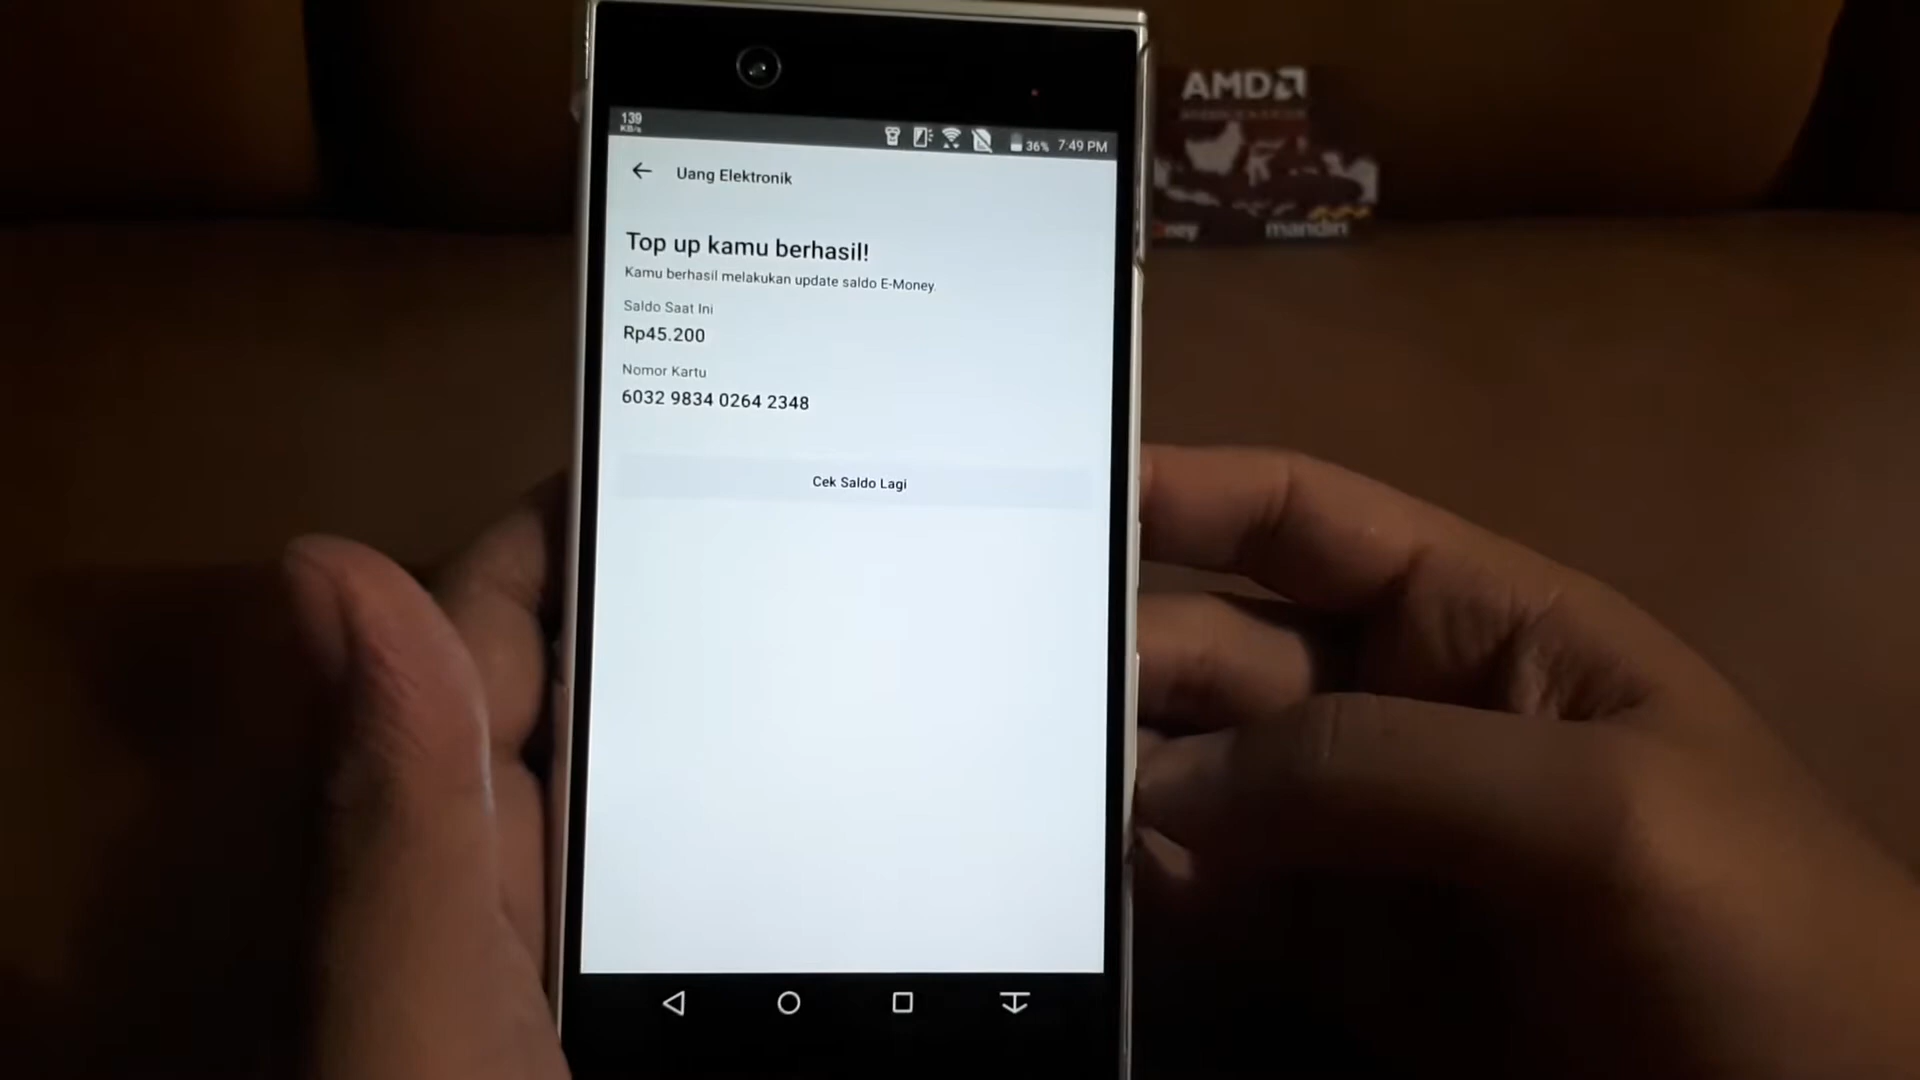 139
KB/s
36% 7:49 PM
Uang Elektronik
Top up kamu berhasil!
Kamu berhasil melakukan update saldo E-Money.
Saldo Saat Ini
Rp45.200
Nomor Kartu
6032 9834 0264 2348
Cek Saldo Lagi
AMD
mandiri